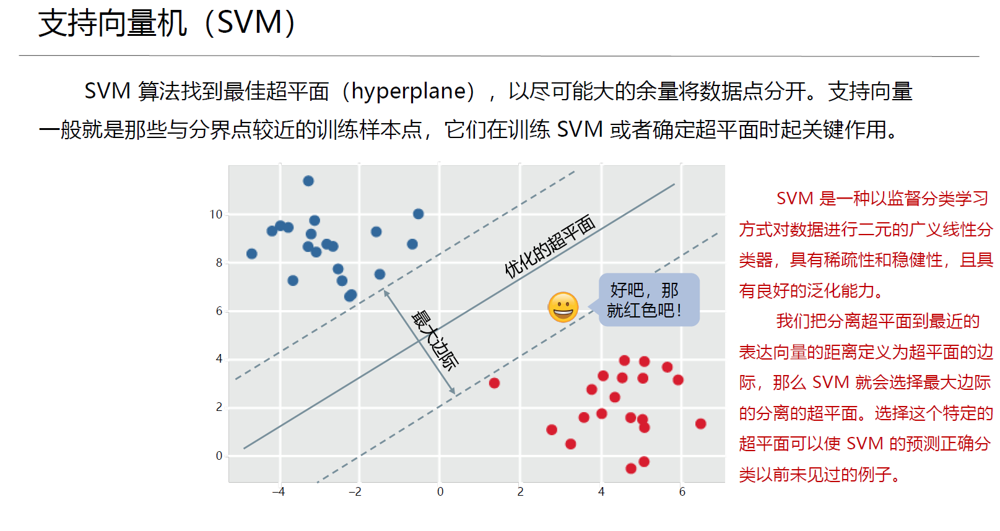 支持向量机（SVM）
SVM 算法找到最佳超平面（hyperplane），以尽可能大的余量将数据点分开。支持向量
一般就是那些与分界点较近的训练样本点，它们在训练 SVM 或者确定超平面时起关键作用。
10
8
6
4
2
0
−4
−2
0
2
4
6
优化的超平面
最大边际
好吧，那
就红色吧！
SVM 是一种以监督分类学习
方式对数据进行二元的广义线性分
类器，具有稀疏性和稳健性，且具
有良好的泛化能力。
我们把分离超平面到最近的
表达向量的距离定义为超平面的边
际，那么 SVM 就会选择最大边际
的分离的超平面。选择这个特定的
超平面可以使 SVM 的预测正确分
类以前未见过的例子。